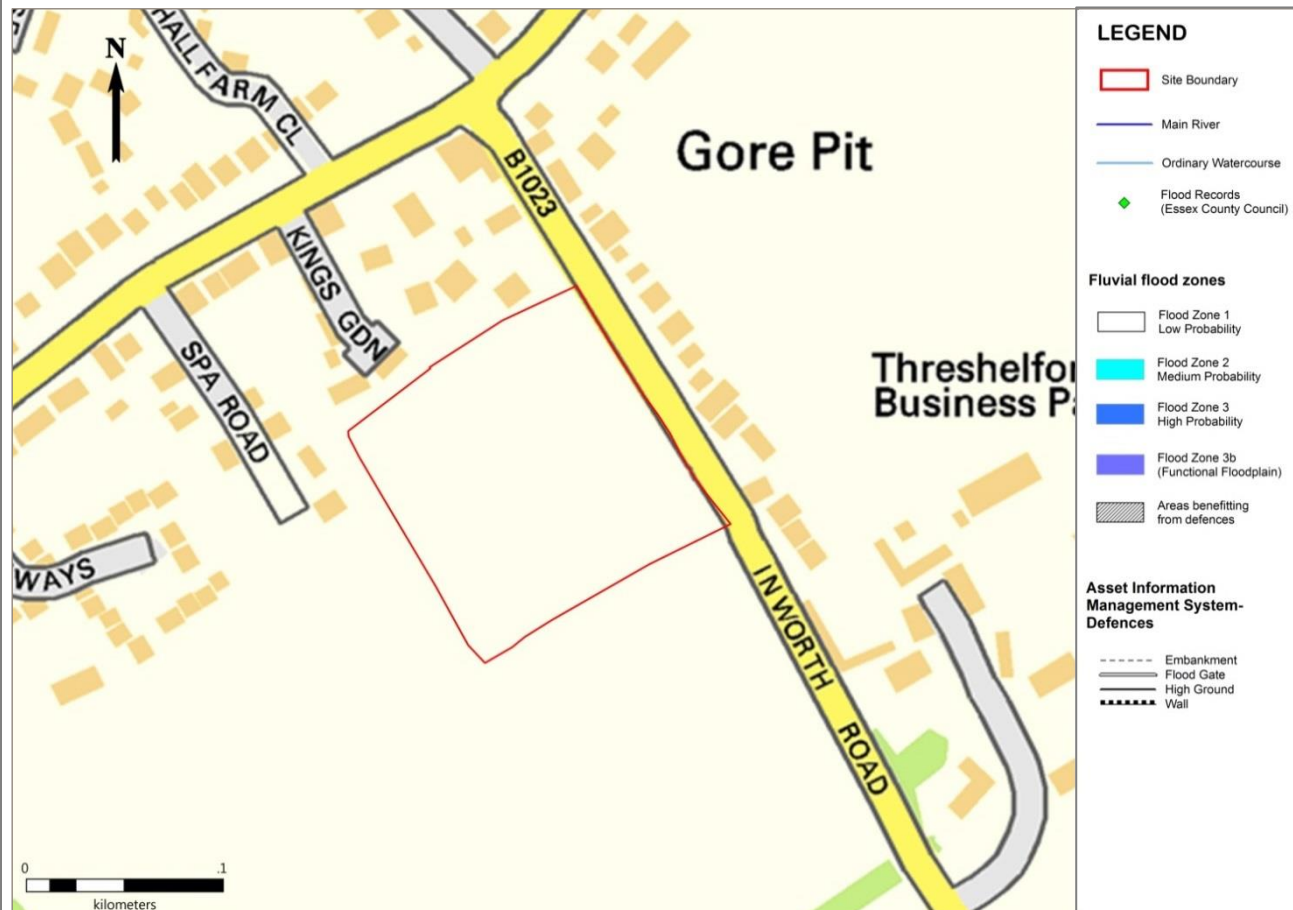 N
HALL FARM CL
B1023
Gore Pit
KINGS GDN
SPA ROAD
WAYS
Business
INWORTH ROAD
0 .1
kilometers
LEGEND
Site Boundary
Main River
Ordinary Watercourse
Flood Records
(Essex County Council)
Fluvial flood zones
Flood Zone 1
Low Probability
Flood Zone 2
Medium Probability
Flood Zone 3
High Probability
Flood Zone 3b
(Functional Floodplain)
Areas benefitting
from defences
Asset Information
Management System-
Defences
Embankment
Flood Gate
High Ground
Wall